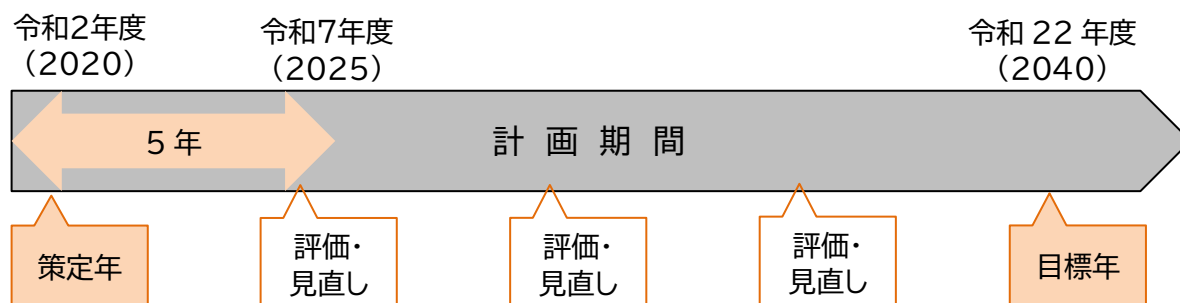 令和2年度
（2020）
令和7年度
（2025）
令和 22 年度
（2040）
5 年
計 画 期 間
策定年
評価・
見直し
評価・
見直し
評価・
見直し
目標年